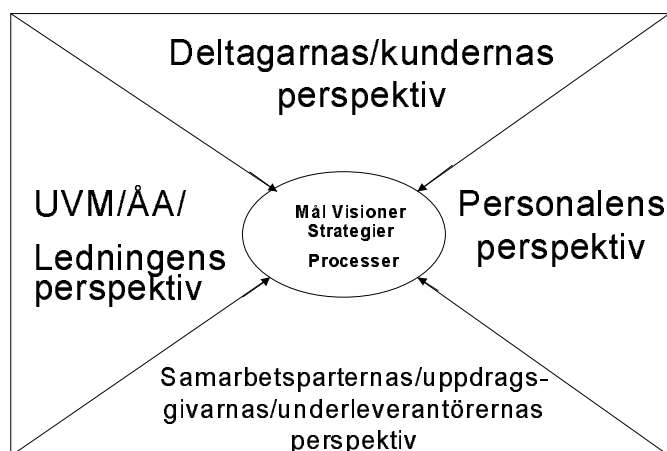 Deltagarnas/kundernas
perspektiv
UVM/ÅA/
Ledningens
perspektiv
Mål Visioner
Strategier
Processer
Personalens
perspektiv
Samarbetsparternas/uppdrags-
givarnas/underleverantörernas
perspektiv